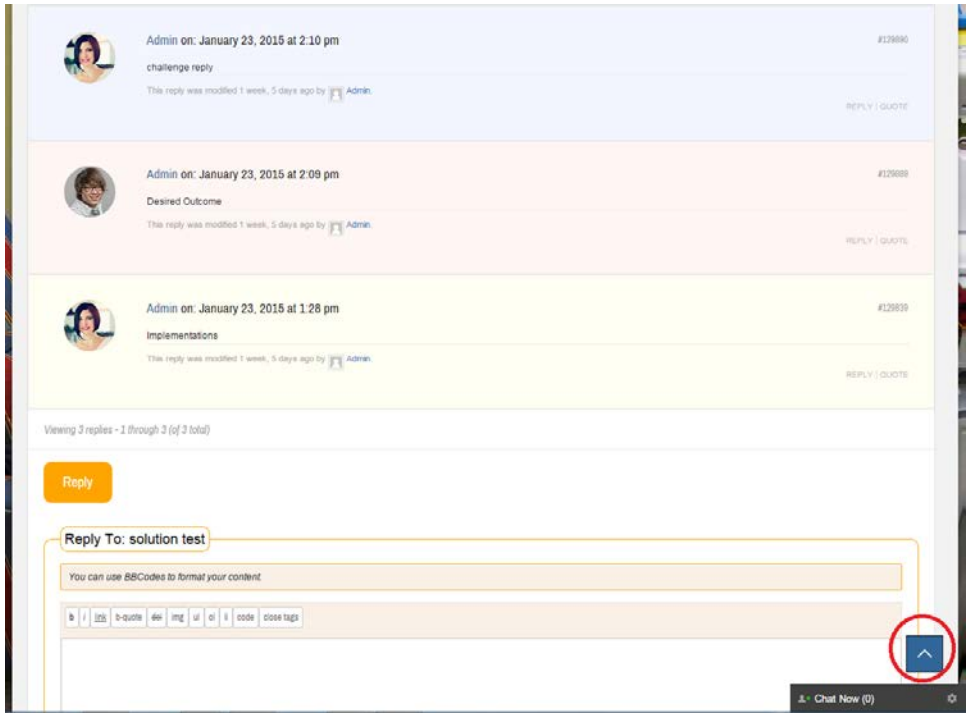 Admin on: January 23, 2015 at 2:10 pm
#129890
challenge reply
This reply was modified 1 week, 5 days ago by Admin.
REPLY | QUOTE
Admin on: January 23, 2015 at 2:09 pm
#129889
Desired Outcome
This reply was modified 1 week, 5 days ago by Admin.
REPLY | QUOTE
Admin on: January 23, 2015 at 1:28 pm
#129839
Implementations
This reply was modified 1 week, 5 days ago by Admin.
REPLY | QUOTE
Viewing 3 replies - 1 through 3 (of 3 total)
Reply
Reply To: solution test
You can use BBCodes to format your content.
b i link b-quote del img ul ol li code close tags
Chat Now (0)